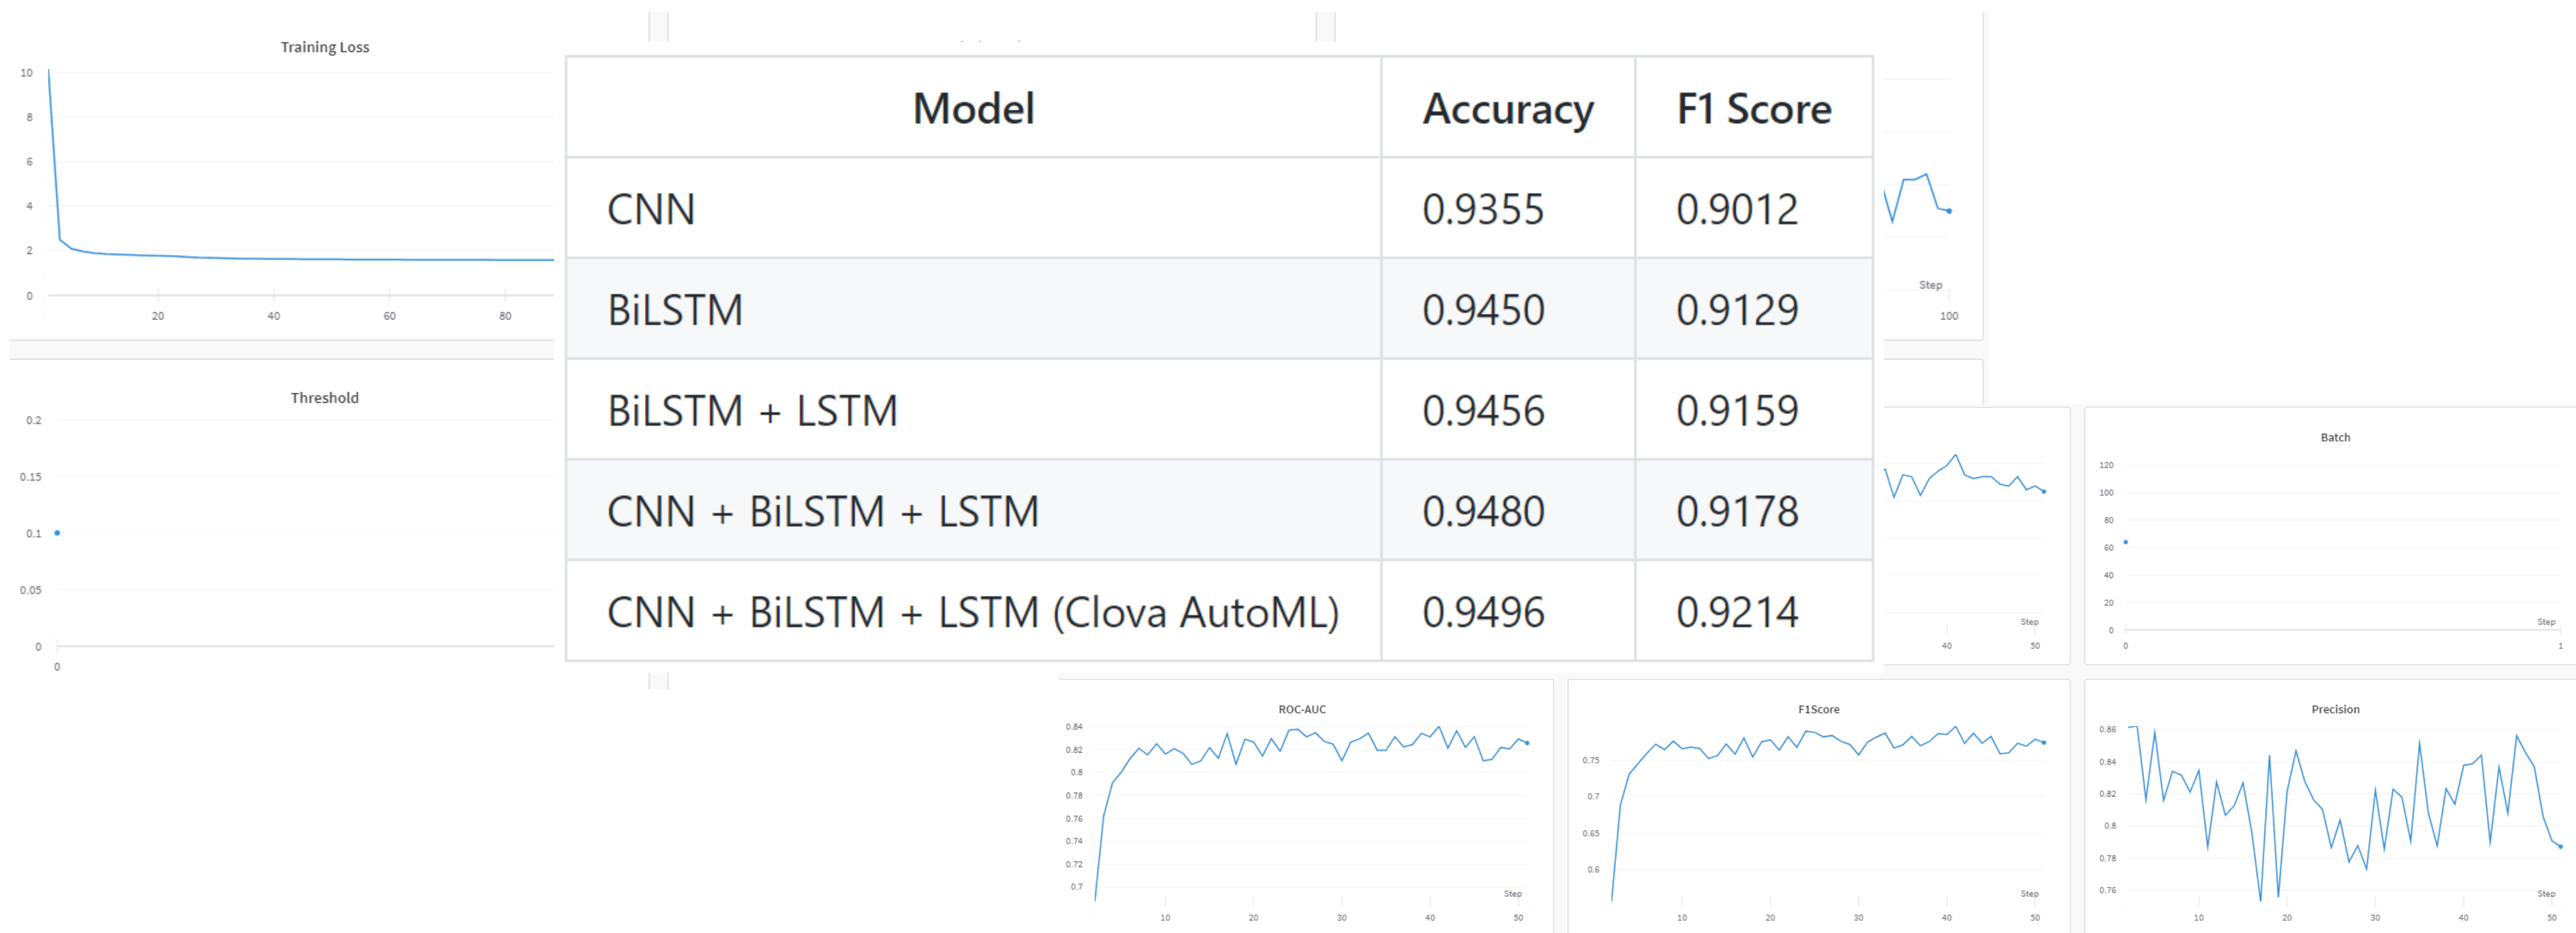 Training Loss
10
8
6
4
2
0
20 40 60 80
Threshold
0.2
0.15
0.1
0.05
0
0
Model Accuracy F1 Score
CNN 0.9355 0.9012
BiLSTM 0.9450 0.9129
BiLSTM + LSTM 0.9456 0.9159
CNN + BiLSTM + LSTM 0.9480 0.9178
CNN + BiLSTM + LSTM (Clova AutoML) 0.9496 0.9214
Step
100
Step
40 50
Batch
120
100
80
60
40
20
0
Step
0 1
ROC-AUC
0.84
0.82
0.8
0.78
0.76
0.74
0.72
0.7
Step
10 20 30 40 50
F1Score
0.75
0.7
0.65
0.6
Step
10 20 30 40 50
Precision
0.86
0.84
0.82
0.8
0.78
0.76
Step
10 20 30 40 50